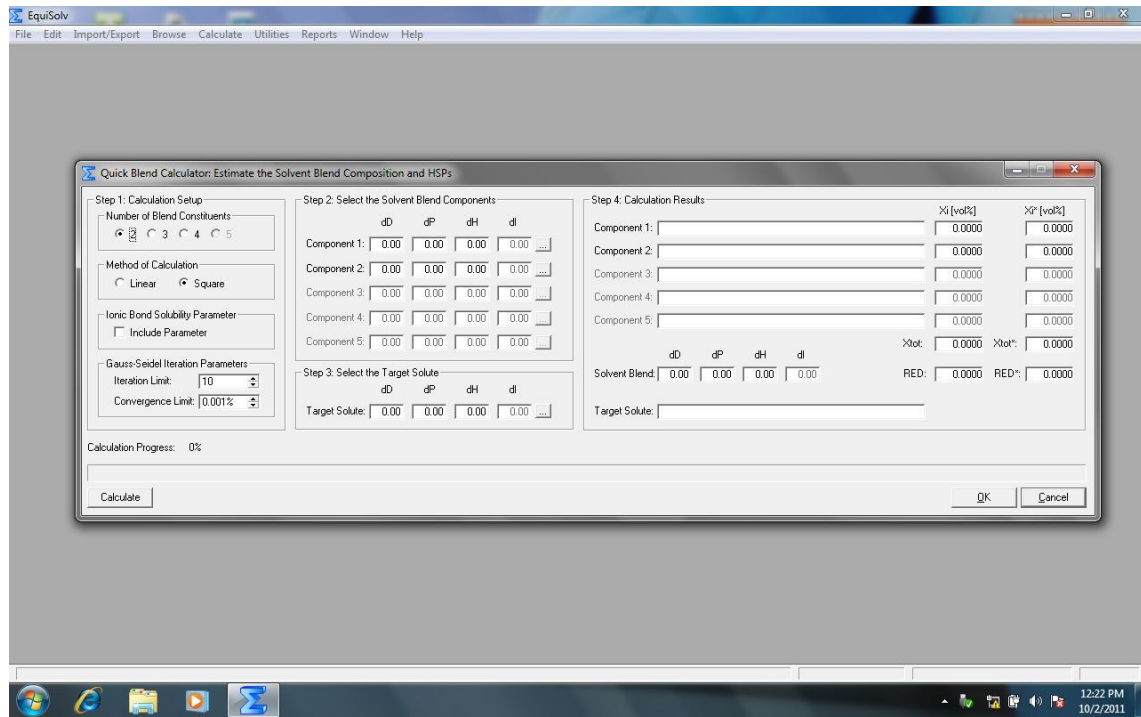 EquiSolv
File Edit Import/Export Browse Calculate Utilities Reports Window Help
Quick Blend Calculator: Estimate the Solvent Blend Composition and HSPs
Step 1: Calculation Setup
Number of Blend Constituents
2 3 4 5
Method of Calculation
Linear Square
Ionic Bond Solubility Parameter
Include Parameter
Gauss-Seidel Iteration Parameters
Iteration Limit: 10
Convergence Limit: 0.001%
Step 2: Select the Solvent Blend Components
dD dP dH dI
Component 1: 0.00 0.00 0.00 0.00 ...
Component 2: 0.00 0.00 0.00 0.00 ...
Component 3: 0.00 0.00 0.00 0.00 ...
Component 4: 0.00 0.00 0.00 0.00 ...
Component 5: 0.00 0.00 0.00 0.00 ...
Step 3: Select the Target Solute
dD dP dH dI
Target Solute: 0.00 0.00 0.00 0.00 ...
Step 4: Calculation Results
Xi [vol%] Xi* [vol%]
Component 1: 0.0000 0.0000
Component 2: 0.0000 0.0000
Component 3: 0.0000 0.0000
Component 4: 0.0000 0.0000
Component 5: 0.0000 0.0000
Xtot: 0.0000 Xtot*: 0.0000
dD dP dH dI
Solvent Blend: 0.00 0.00 0.00 0.00 RED: 0.0000 RED*: 0.0000
Target Solute:
Calculation Progress: 0%
Calculate OK Cancel
12:22 PM
10/2/2011